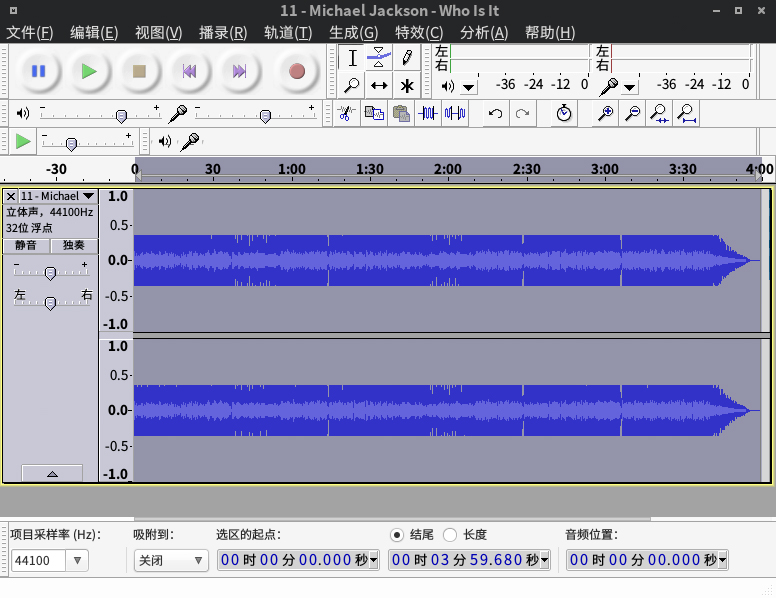 11 - Michael Jackson - Who Is It
文件(F) 编辑(E) 视图(V) 播录(R) 轨道(T) 生成(G) 特效(C) 分析(A) 帮助(H)
左 左
右 右
-36 -24 -12 0 -36 -24 -12 0
-30 0 30 1:00 1:30 2:00 2:30 3:00 3:30 4:00
11 - Michael
立体声，44100Hz
32位 浮点
静音 独奏
左 右
1.0
0.5
0.0
-0.5
-1.0
1.0
0.5
0.0
-0.5
-1.0
项目采样率 (Hz)： 吸附到： 选区的起点： 结尾 长度 音频位置：
44100 关闭 00 时 00 分 00.000 秒 00 时 03 分 59.680 秒 00 时 00 分 00.000 秒